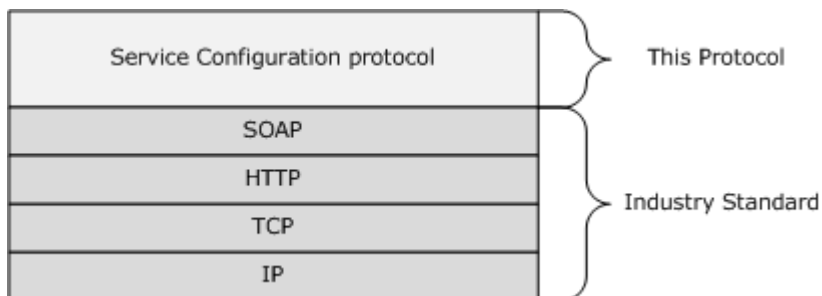 Service Configuration protocol
This Protocol
SOAP
HTTP
Industry Standard
TCP
IP